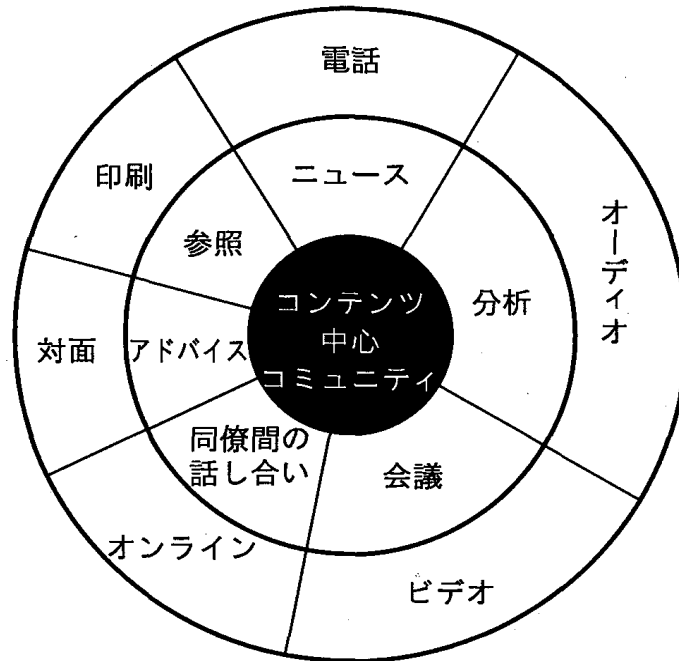 電話
オーディオ
ビデオ
オンライン
対面
印刷
ニュース
分析
会議
同僚間の
話し合い
アドバイス
参照
コンテンツ
中心
コミュニティ